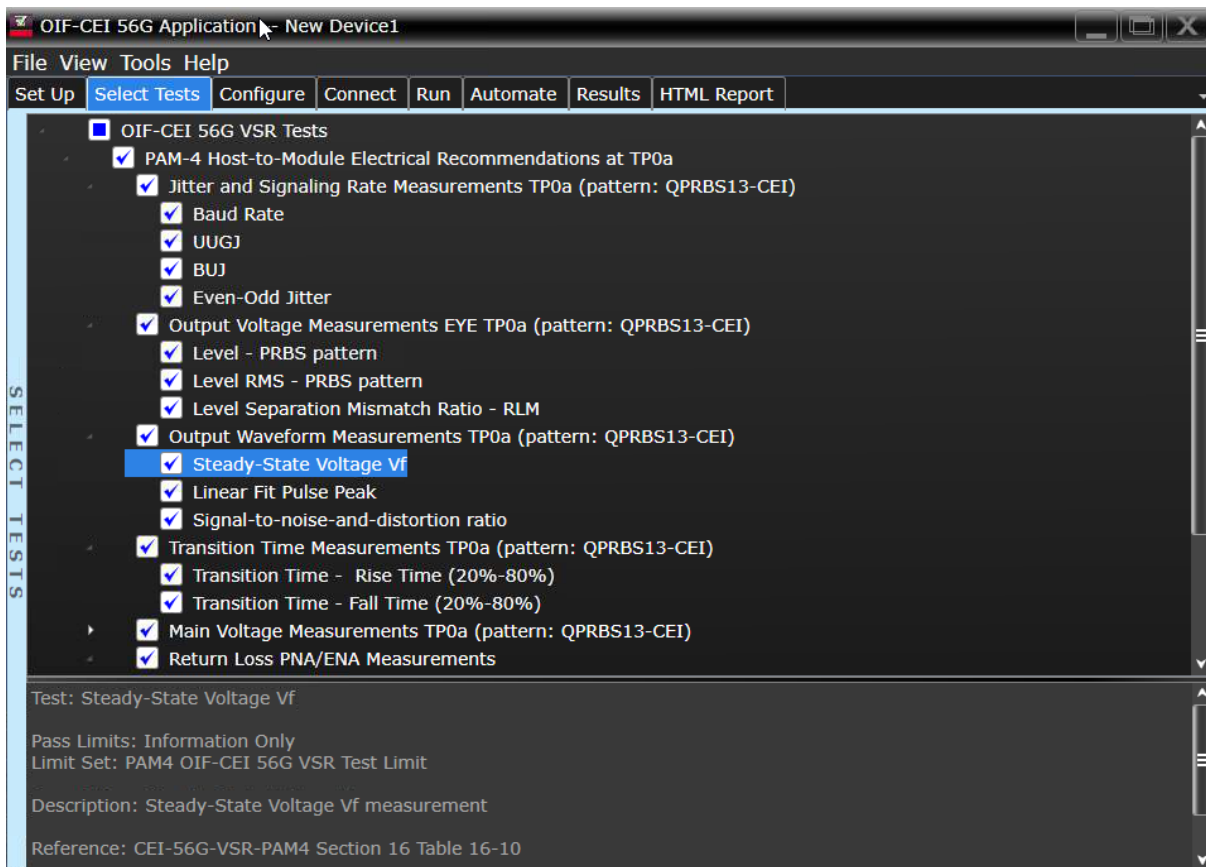 OIF-CEI 56G Application -- New Device1
File View Tools Help
Set Up Select Tests Configure Connect Run Automate Results HTML Report
OIF-CEI 56G VSR Tests
PAM-4 Host-to-Module Electrical Recommendations at TP0a
Jitter and Signaling Rate Measurements TP0a (pattern: QPRBS13-CEI)
Baud Rate
UUGJ
BUJ
Even-Odd Jitter
Output Voltage Measurements EYE TP0a (pattern: QPRBS13-CEI)
Level - PRBS pattern
Level RMS - PRBS pattern
Level Separation Mismatch Ratio - RLM
Output Waveform Measurements TP0a (pattern: QPRBS13-CEI)
Steady-State Voltage Vf
Linear Fit Pulse Peak
Signal-to-noise-and-distortion ratio
Transition Time Measurements TP0a (pattern: QPRBS13-CEI)
Transition Time - Rise Time (20%-80%)
Transition Time - Fall Time (20%-80%)
Main Voltage Measurements TP0a (pattern: QPRBS13-CEI)
Return Loss PNA/ENA Measurements
SELECT TESTS
Test: Steady-State Voltage Vf
Pass Limits: Information Only
Limit Set: PAM4 OIF-CEI 56G VSR Test Limit
Description: Steady-State Voltage Vf measurement
Reference: CEI-56G-VSR-PAM4 Section 16 Table 16-10